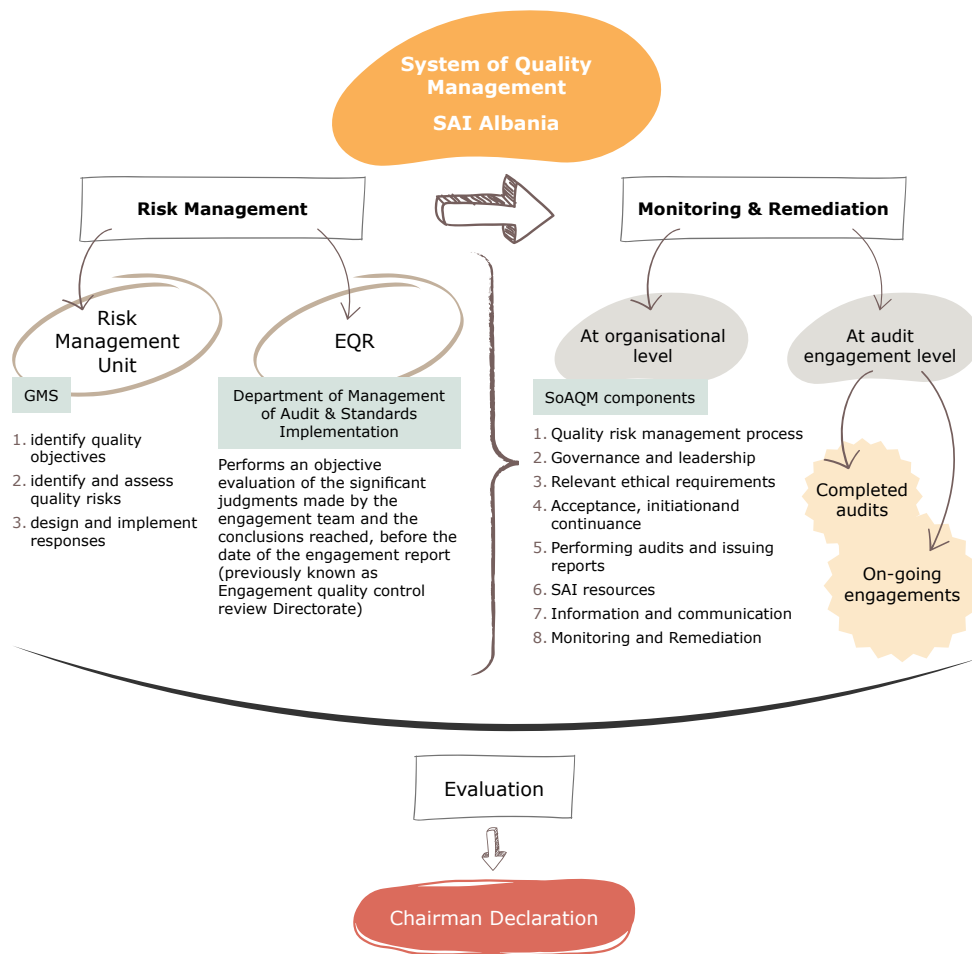 System of Quality
Management
SAI Albania
Risk Management
Monitoring & Remediation
Risk
Management
Unit
EQR
GMS
Department of Management
of Audit & Standards
Implementation
1. identify quality
objectives
2. identify and assess
quality risks
3. design and implement
responses
Performs an objective
evaluation of the significant
judgments made by the
engagement team and the
conclusions reached, before the
date of the engagement report
(previously known as
Engagement quality control
review Directorate)
At organisational
level
At audit
engagement level
SoAQM components
1. Quality risk management process
2. Governance and leadership
3. Relevant ethical requirements
4. Acceptance, initiationand
continuance
5. Performing audits and issuing
reports
6. SAI resources
7. Information and communication
8. Monitoring and Remediation
Completed
audits
On-going
engagements
Evaluation
Chairman Declaration